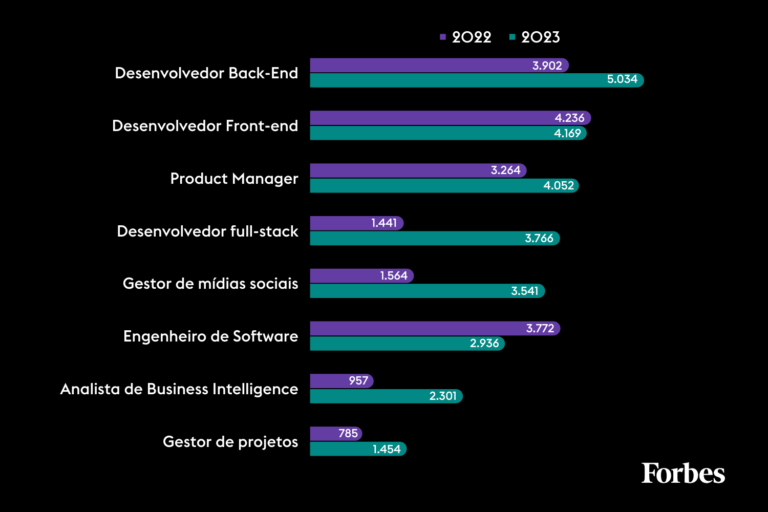 2022 2023
Desenvolvedor Back-End
3.902
5.034
Desenvolvedor Front-end
4.236
4.169
Product Manager
3.264
4.052
Desenvolvedor full-stack
1.441
3.766
Gestor de mídias sociais
1.564
3.541
Engenheiro de Software
3.772
2.936
Analista de Business Intelligence
957
2.301
Gestor de projetos
785
1.454
Forbes